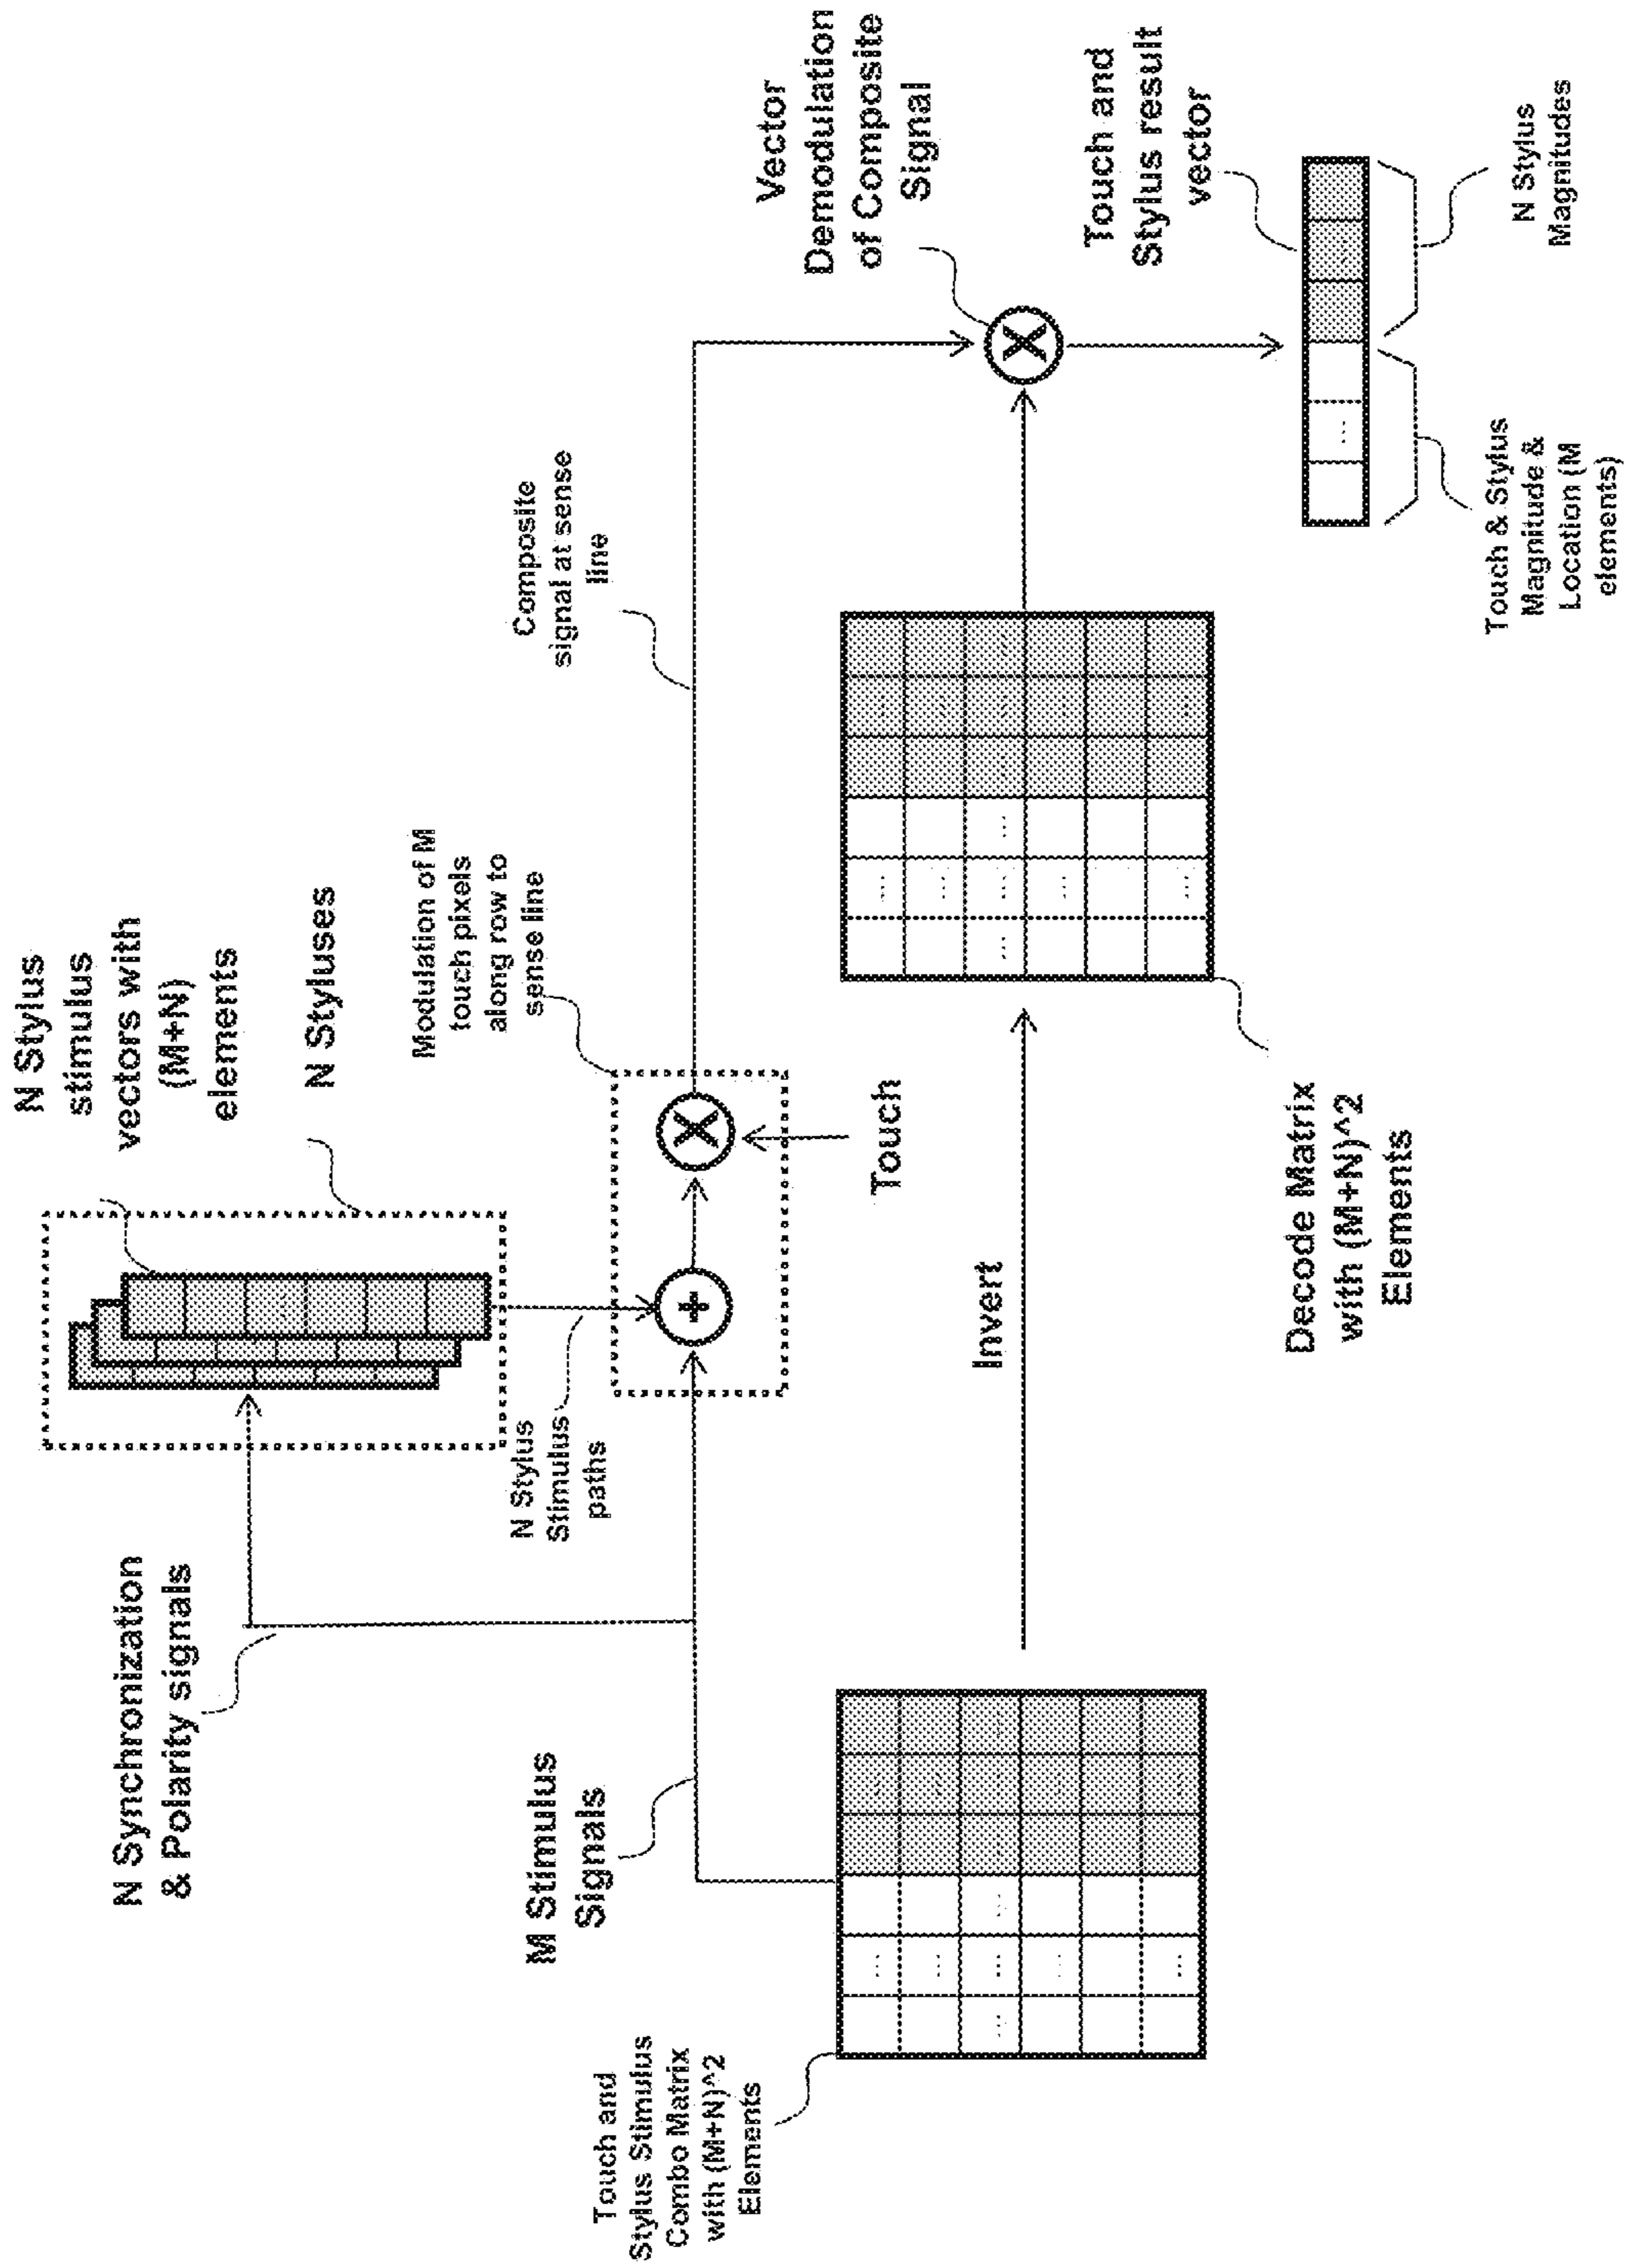 N Stylus
stimulus
vectors with
(M+N)
elements
N Styluses
N Synchronization
& Polarity signals
N Stylus
Stimulus
paths
Modulation of M
touch pixels
along row to
sense line
Composite
signal at sense
line
Vector
Demodulation
of Composite
Signal
M Stimulus
Signals
Touch
Touch and
Stylus result
vector
Touch and
Stylus Stimulus
Combo Matrix
with (M+N)^2
Elements
Invert
Decode Matrix
with (M+N)^2
Elements
Touch & Stylus
Magnitude &
Location (M
elements)
N Stylus
Magnitudes